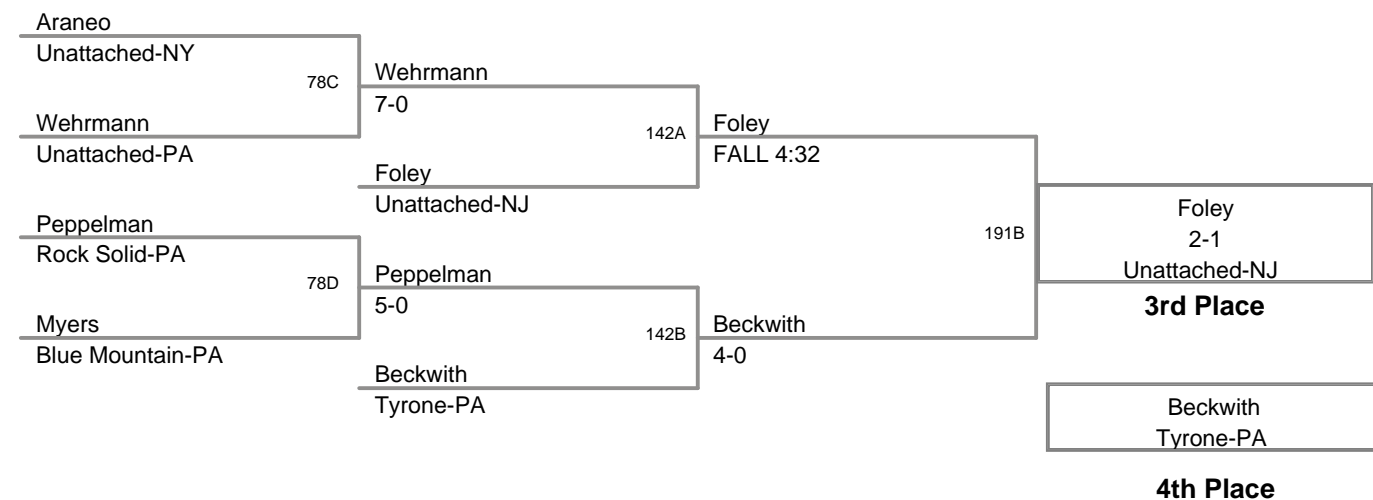 Araneo
Unattached-NY
78C
Wehrmann
Unattached-PA
Wehrmann
7-0
142A
Foley
Unattached-NJ
Foley
FALL 4:32
Peppelman
Rock Solid-PA
78D
Myers
Blue Mountain-PA
Peppelman
5-0
142B
Beckwith
Tyrone-PA
Beckwith
4-0
191B
Foley
2-1
Unattached-NJ
3rd Place
Beckwith
Tyrone-PA
4th Place